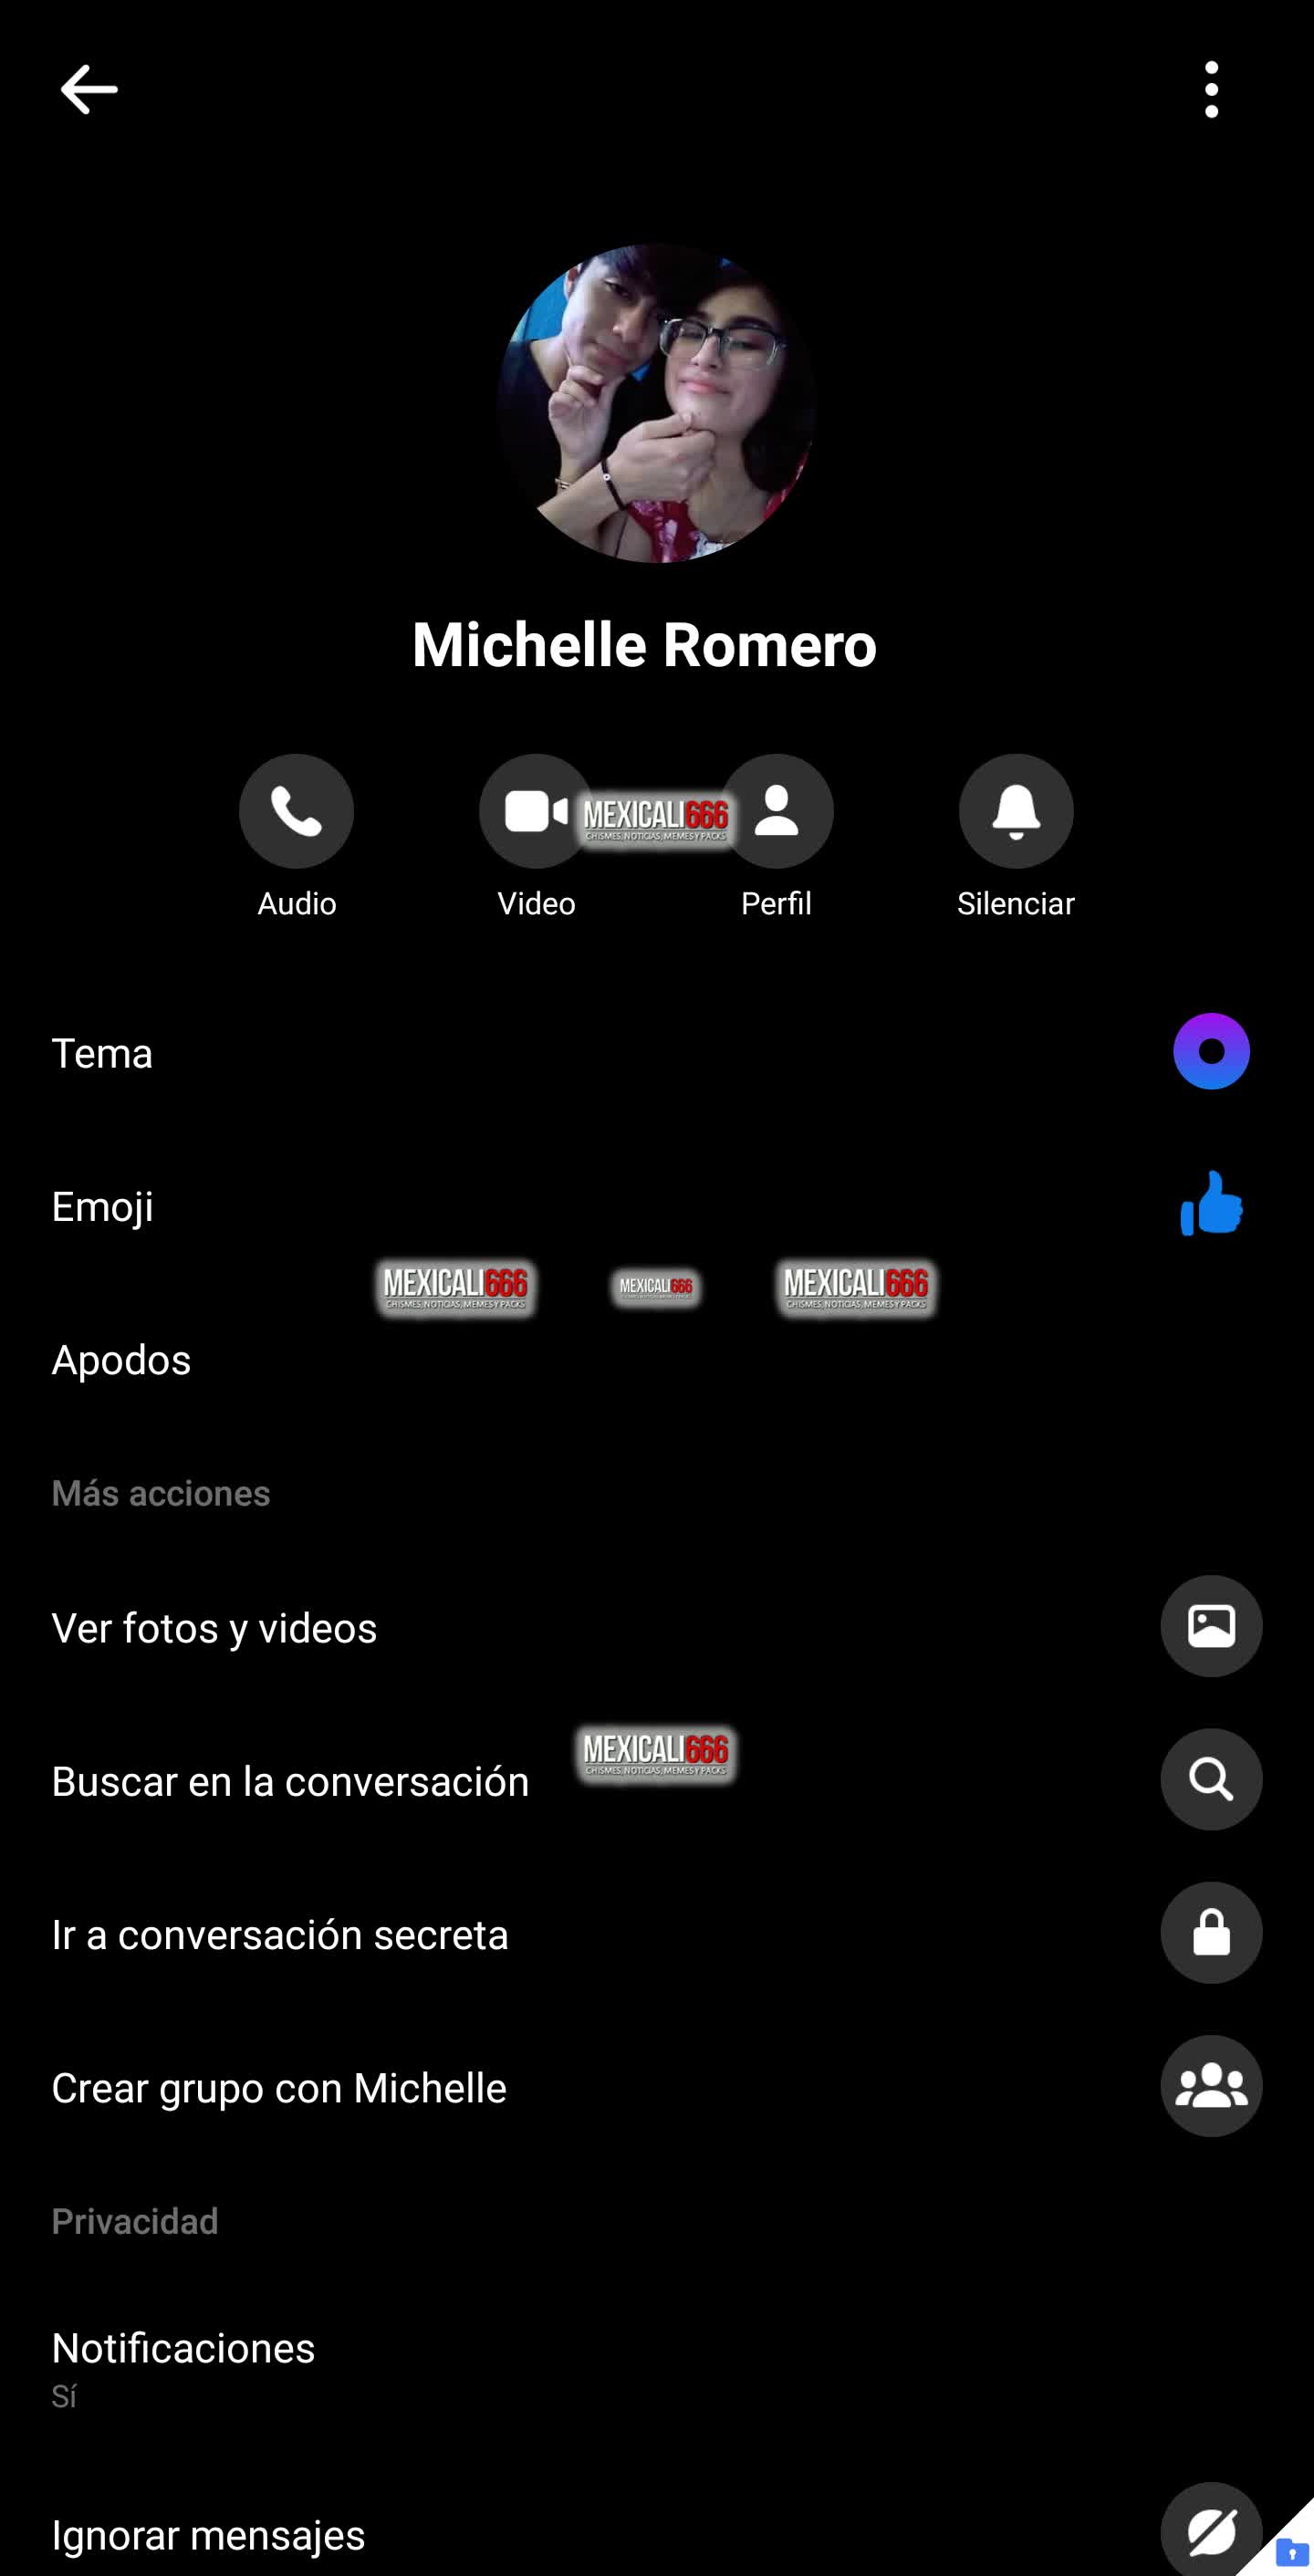 Michelle Romero
MEXICALI666
CHISMES, NOTICIAS, MEMES Y PACKS
Audio
Video
Perfil
Silenciar
Tema
Emoji
MEXICALI666
CHISMES, NOTICIAS, MEMES Y PACKS
MEXICALI666
MEXICALI666
CHISMES, NOTICIAS, MEMES Y PACKS
Apodos
Más acciones
Ver fotos y videos
MEXICALI666
CHISMES, NOTICIAS, MEMES Y PACKS
Buscar en la conversación
Ir a conversación secreta
Crear grupo con Michelle
Privacidad
Notificaciones
Sí
Ignorar mensajes